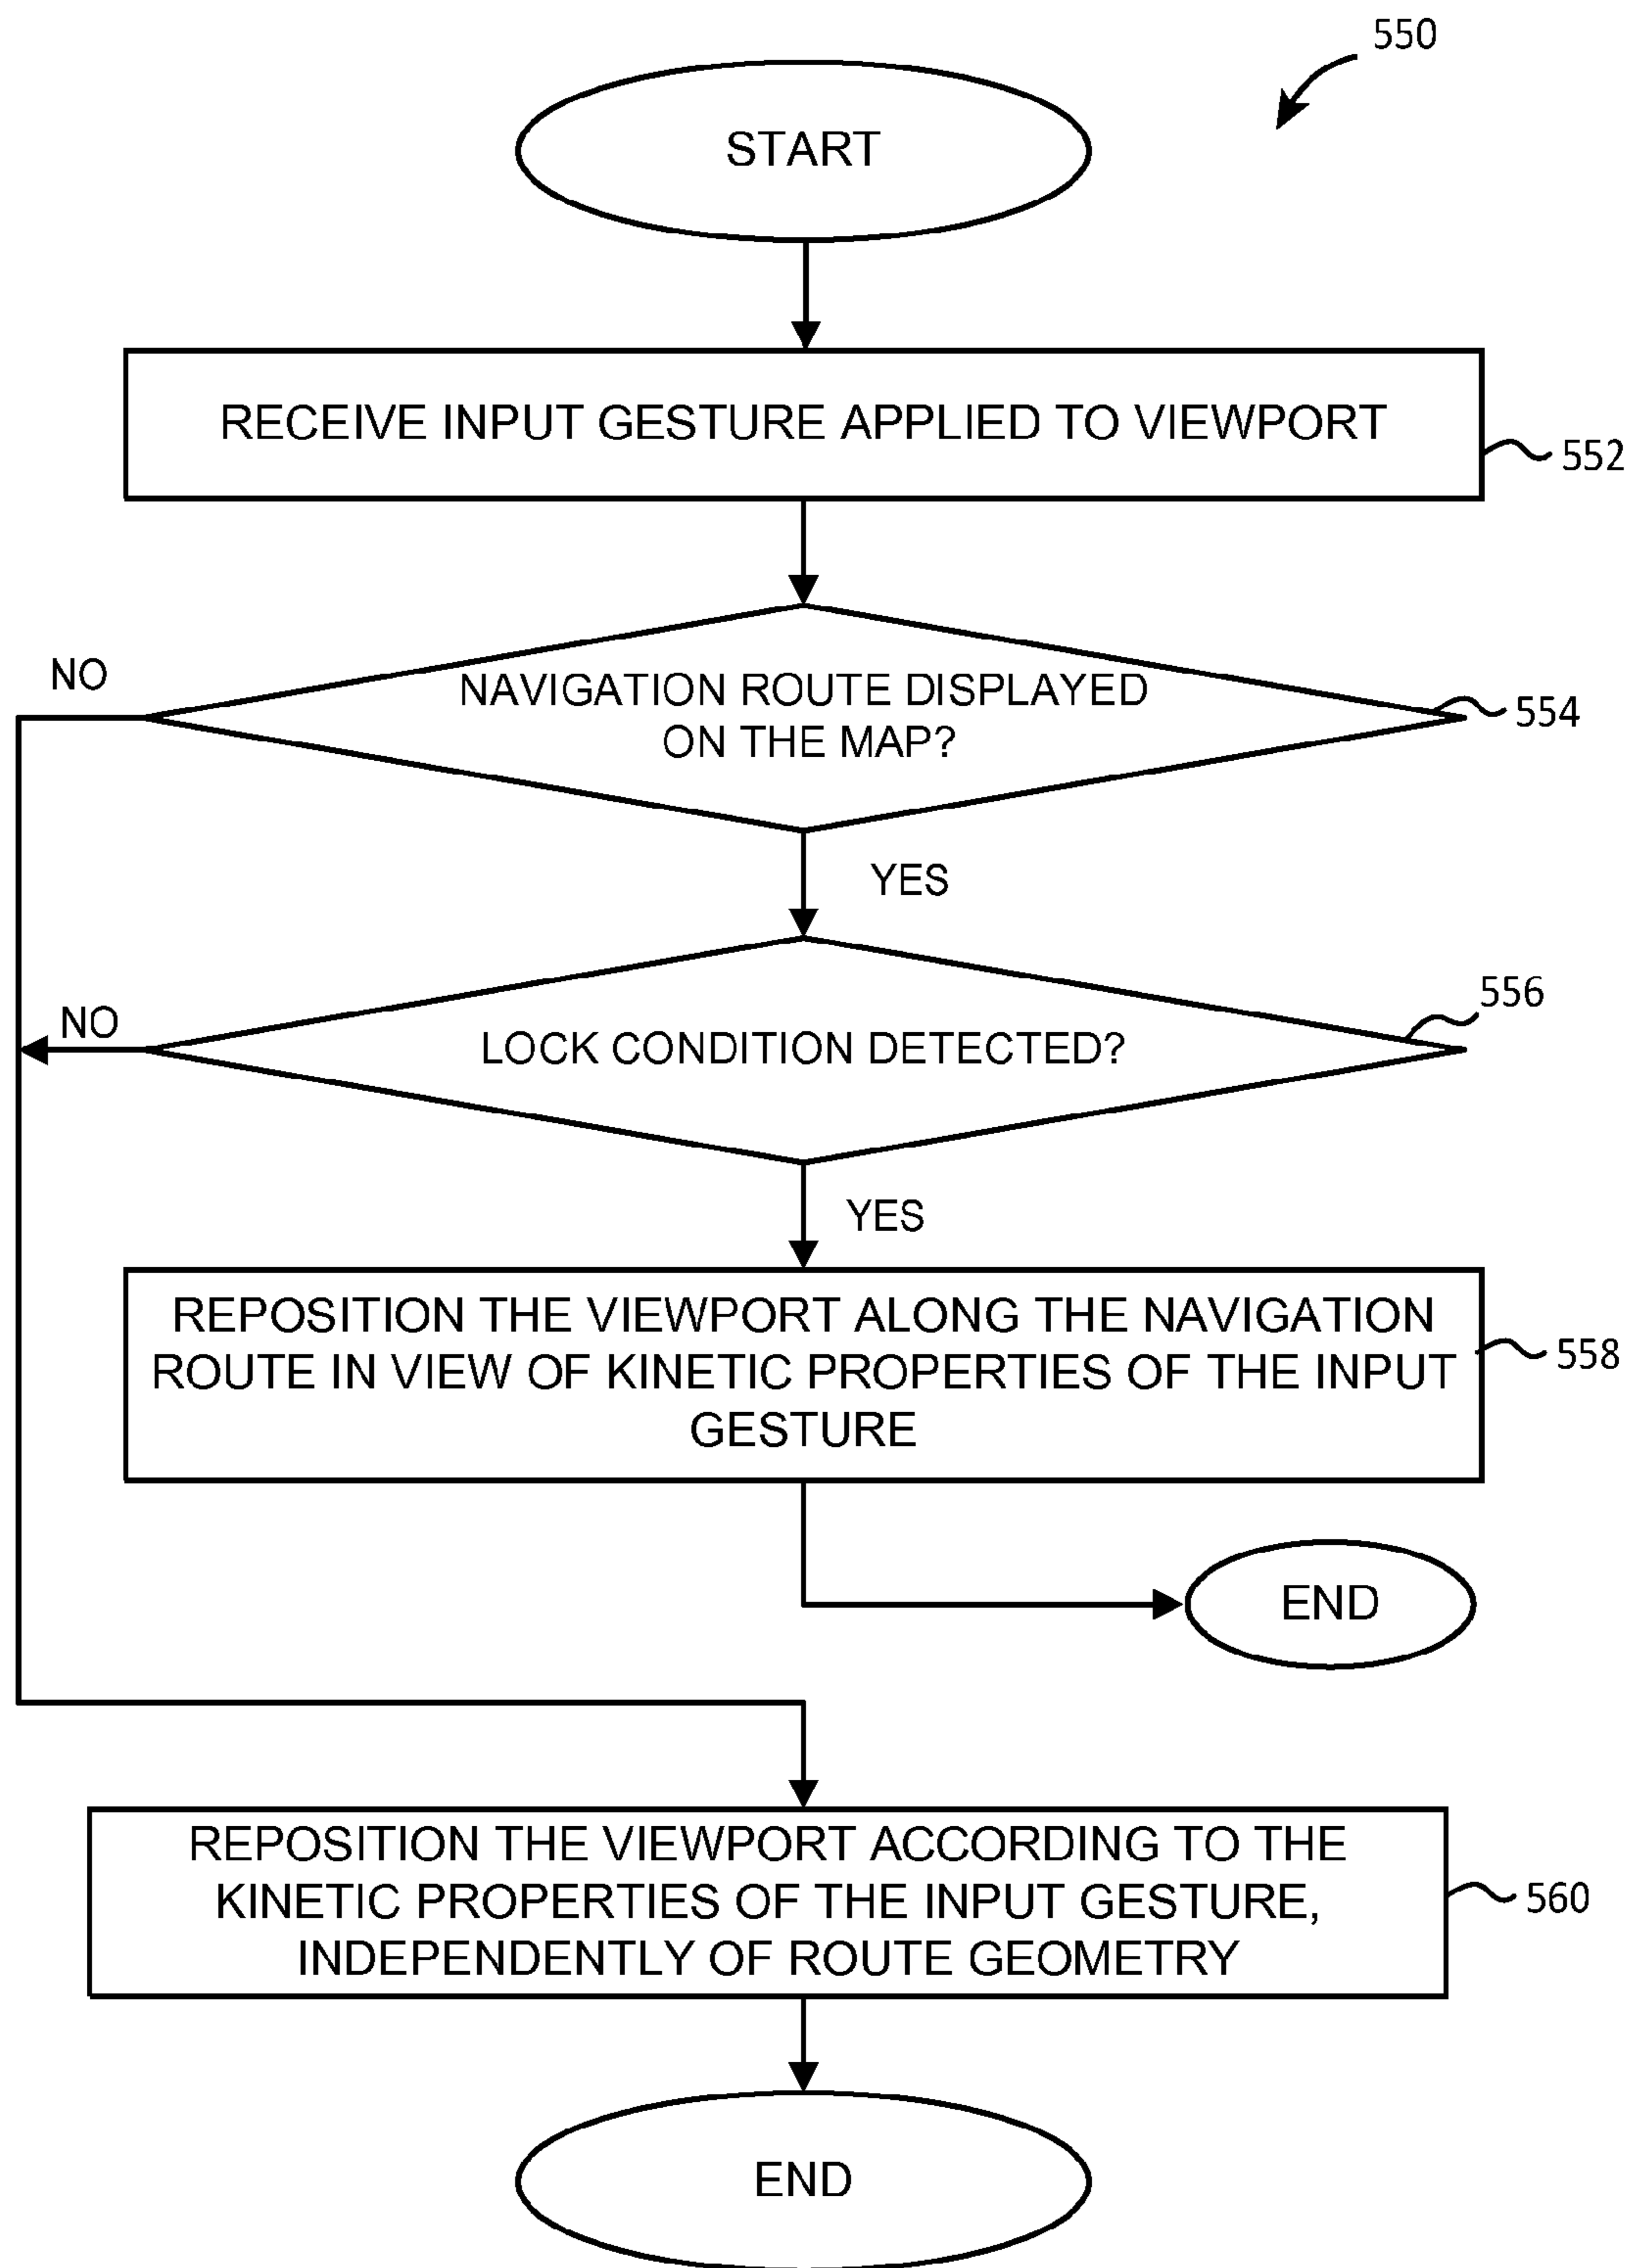 550
START
RECEIVE INPUT GESTURE APPLIED TO VIEWPORT
552
NO
NAVIGATION ROUTE DISPLAYED
ON THE MAP?
554
YES
556
NO
LOCK CONDITION DETECTED?
YES
REPOSITION THE VIEWPORT ALONG THE NAVIGATION
ROUTE IN VIEW OF KINETIC PROPERTIES OF THE INPUT
GESTURE
558
END
REPOSITION THE VIEWPORT ACCORDING TO THE
KINETIC PROPERTIES OF THE INPUT GESTURE,
INDEPENDENTLY OF ROUTE GEOMETRY
560
END